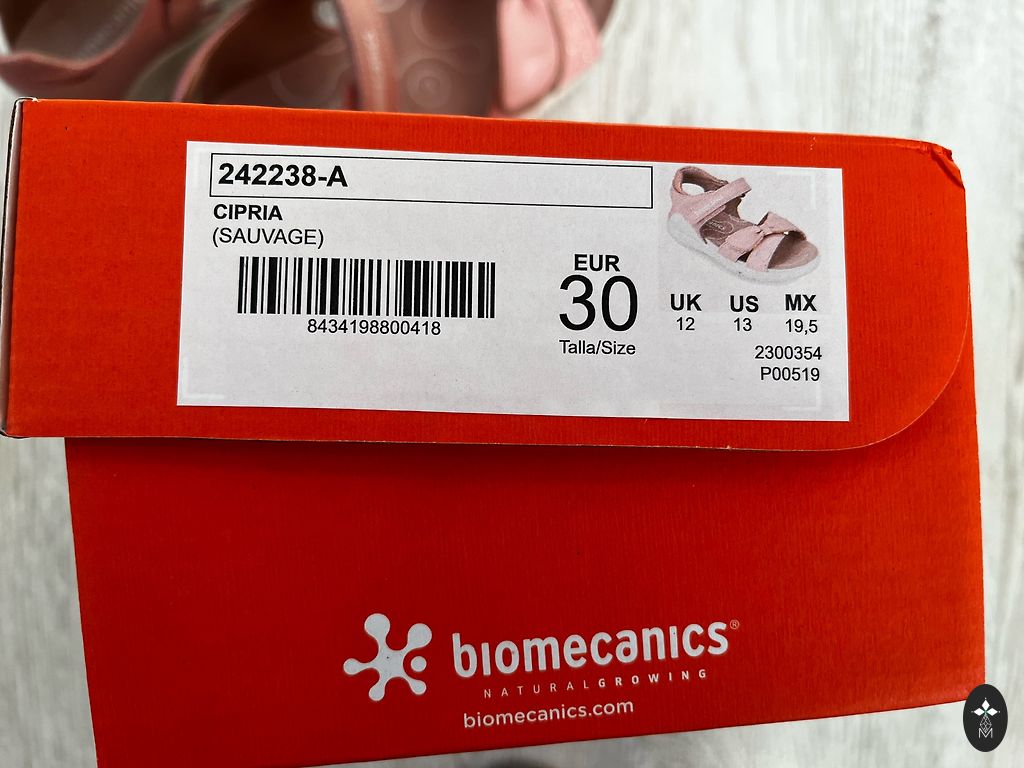 242238-A
CIPRIA
(SAUVAGE)
8434198800418
EUR
30
Talla/Size
UK US MX
12 13 19,5
2300354
P00519
biomecanics®
NATURALGROWING
biomecanics.com
M